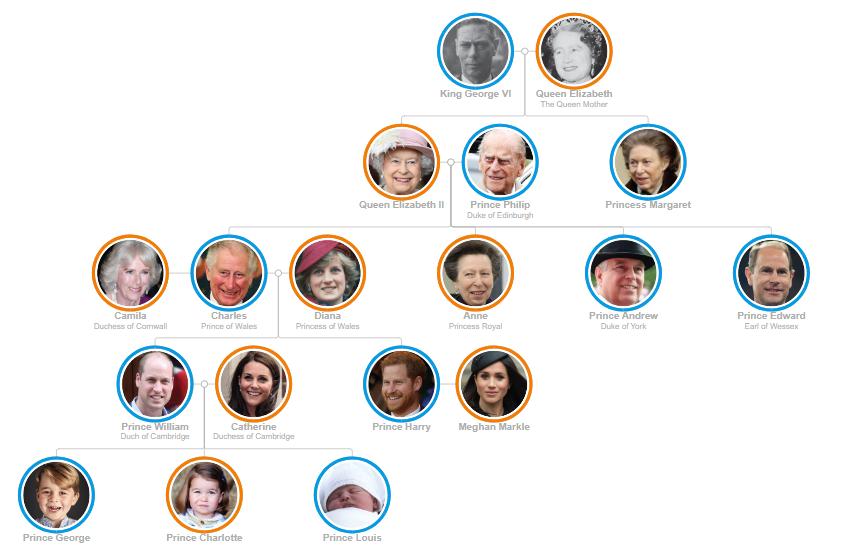 King George VI
Queen Elizabeth
The Queen Mother
Queen Elizabeth II
Prince Philip
Duke of Edinburgh
Princess Margaret
Camila
Duchess of Cornwall
Charles
Prince of Wales
Diana
Princess of Wales
Anne
Princess Royal
Prince Andrew
Duke of York
Prince Edward
Earl of Wessex
Prince William
Duch of Cambridge
Catherine
Duchess of Cambridge
Prince Harry
Meghan Markle
Prince George
Prince Charlotte
Prince Louis